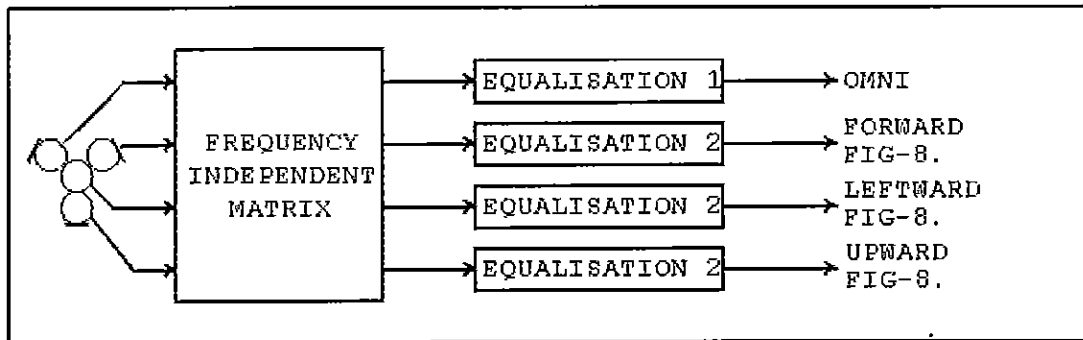 EQUALISATION 1
OMNI
FREQUENCY
INDEPENDENT
MATRIX
EQUALISATION 2
FORWARD
FIG-8.
EQUALISATION 2
LEFTWARD
FIG-8.
EQUALISATION 2
UPWARD
FIG-8.